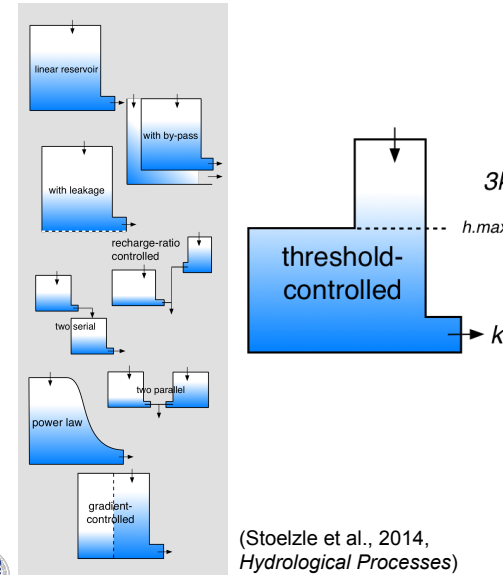 linear reservoir
with by-pass
with leakage
recharge-ratio
controlled
two serial
two parallel
power law
gradient-
controlled
h.max
threshold-
controlled
k
(Stoelzle et al., 2014,
Hydrological Processes)